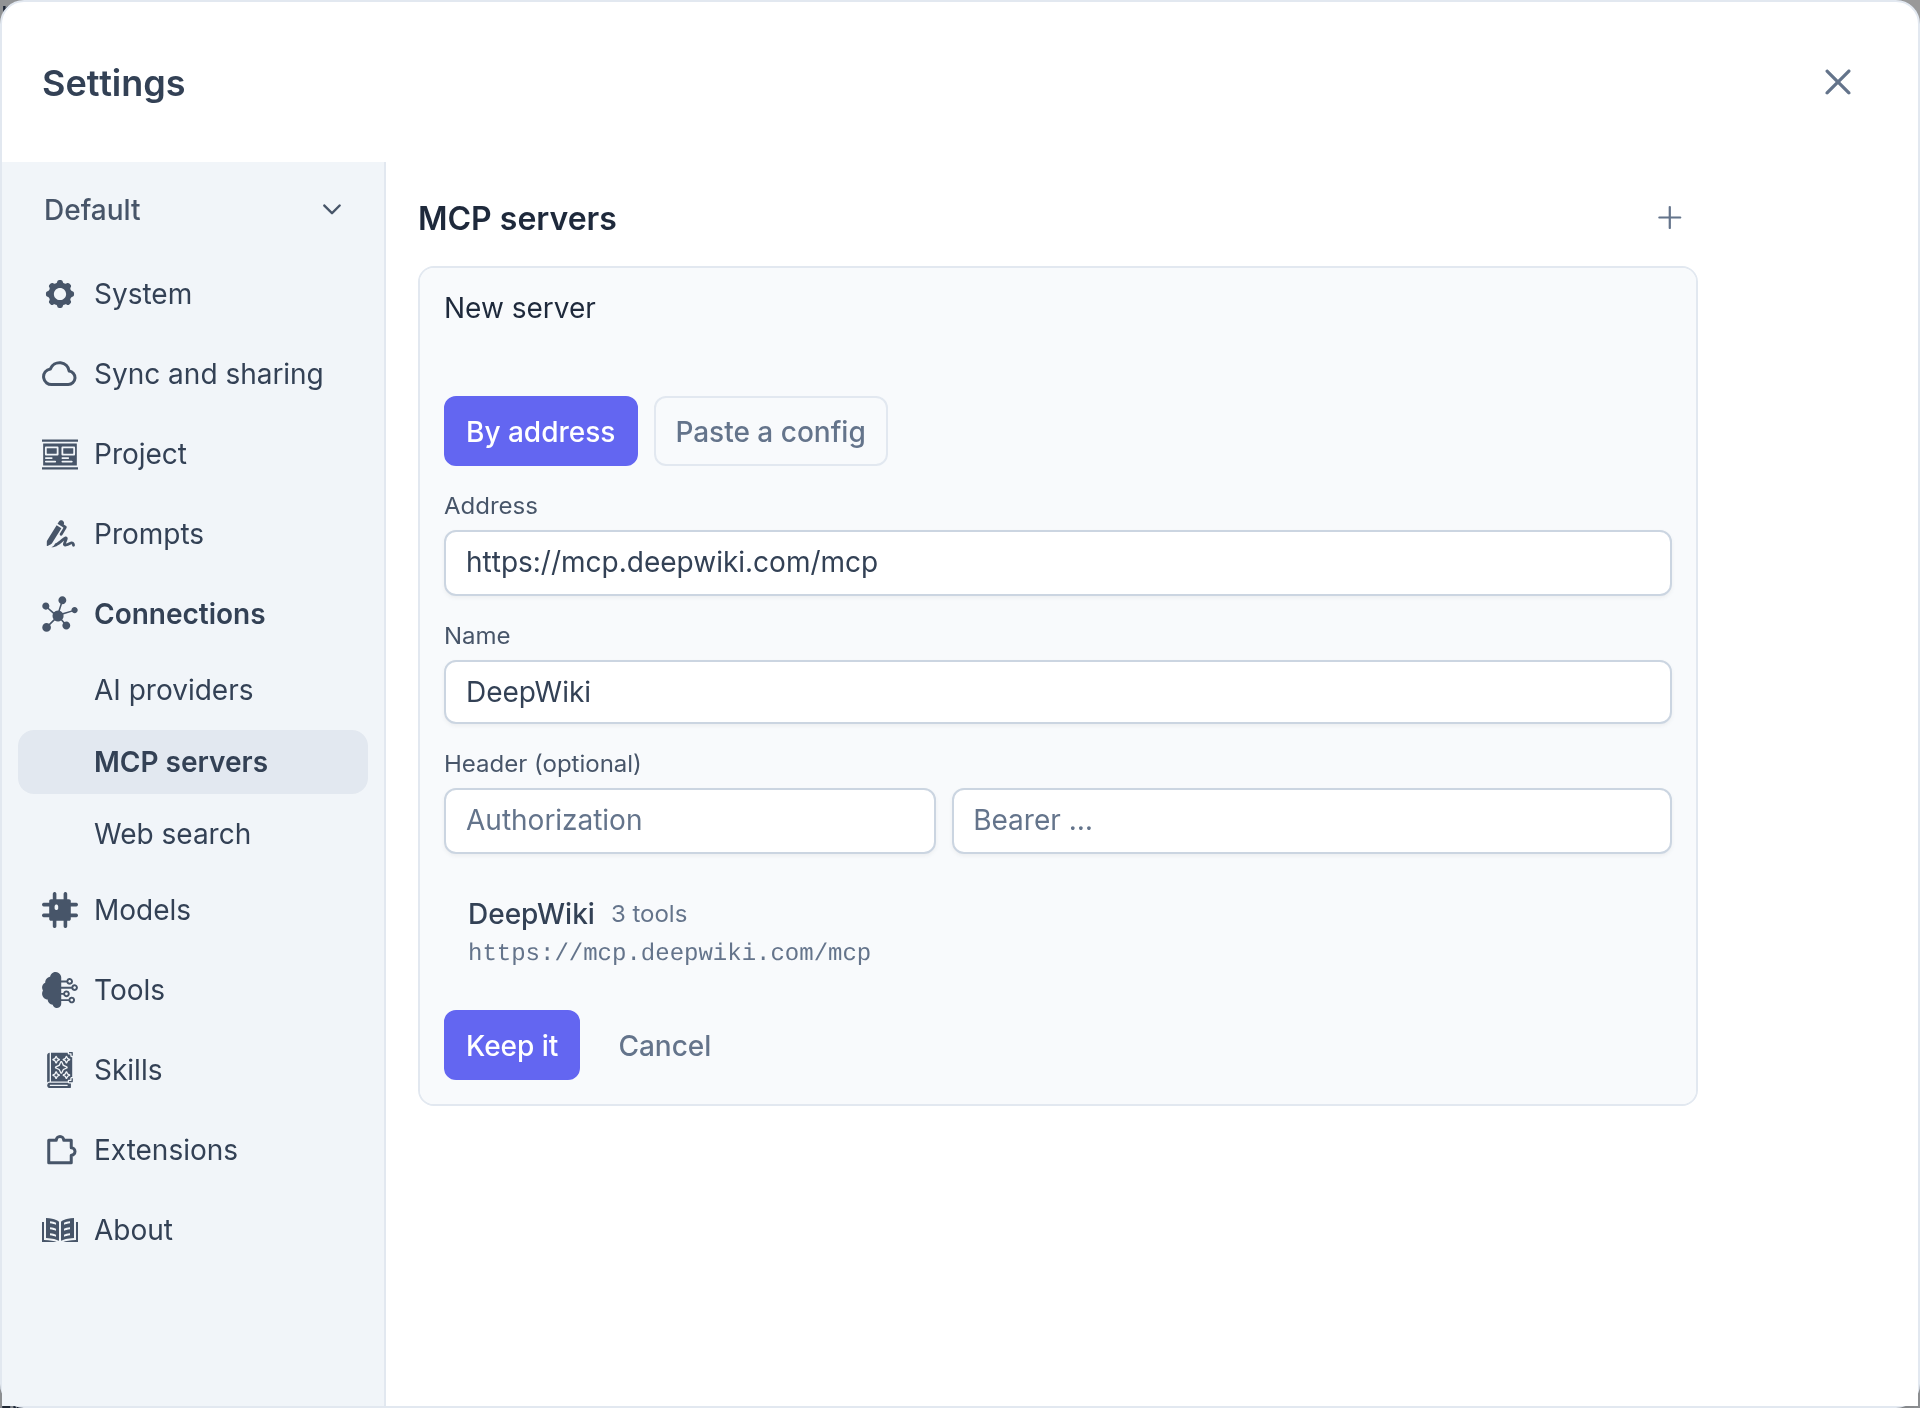 Settings
Default
System
Sync and sharing
Project
Prompts
Connections
AI providers
MCP servers
Web search
Models
Tools
Skills
Extensions
About
MCP servers
New server
By address
Paste a config
Address
https://mcp.deepwiki.com/mcp
Name
DeepWiki
Header (optional)
Authorization
Bearer ...
DeepWiki 3 tools
https://mcp.deepwiki.com/mcp
Keep it
Cancel